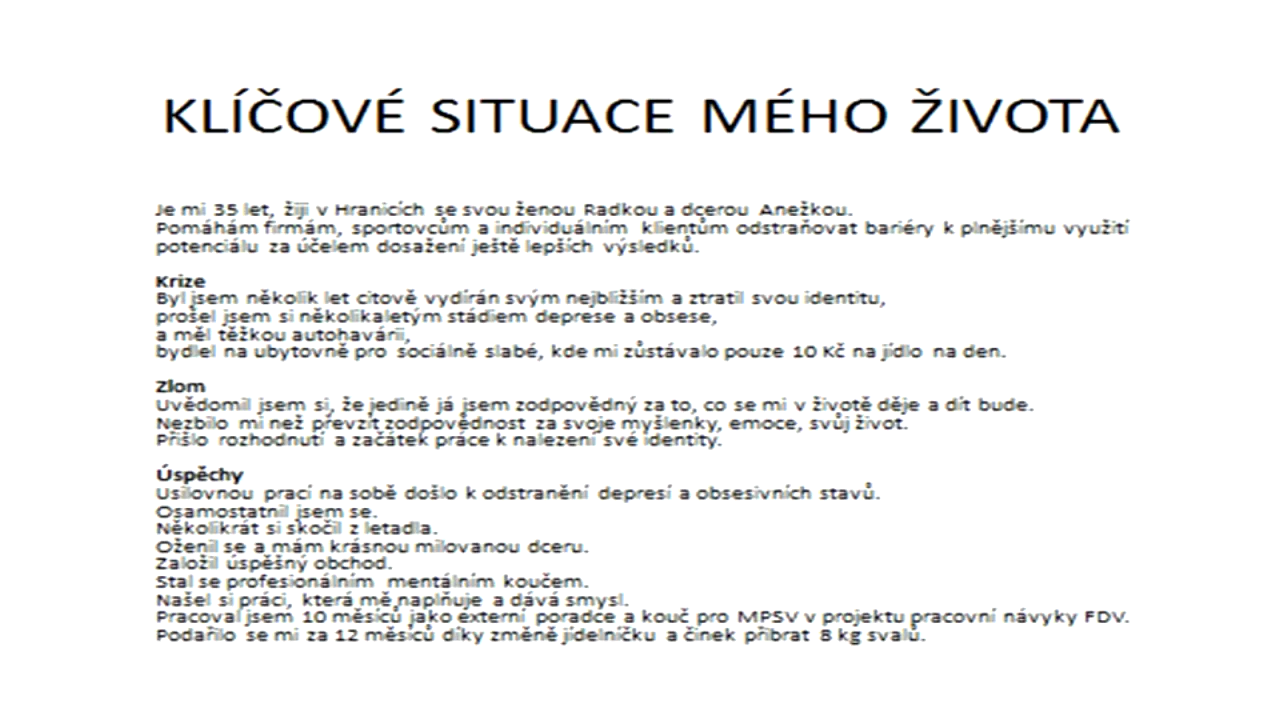 KLÍČOVÉ SITUACE MÉHO ŽIVOTA
Je mi 35 let, žiji v Hranicích se svou ženou Radkou a dcerou Anežkou.
Pomáhám firmám, sportovcům a individuálním klientům odstraňovat bariéry k plnějšímu využití
potenciálu za účelem dosažení ještě lepších výsledků.
Krize
Byl jsem několik let citově vydírán svým nejbližším a ztratil svou identitu,
prošel jsem si několikaletým stádiem deprese a obsese,
a měl těžkou autohavárii,
bydlel na ubytovně pro sociálně slabé, kde mi zůstávalo pouze 10 Kč na jídlo na den.
Zlom
Uvědomil jsem si, že jedině já jsem zodpovědný za to, co se mi v životě děje a dít bude.
Nezbilo mi než převzít zodpovědnost za svoje myšlenky, emoce, svůj život.
Přišlo rozhodnutí a začátek práce k nalezení své identity.
Úspěchy
Usilovnou prací na sobě došlo k odstranění depresí a obsesivních stavů.
Osamostatnil jsem se.
Několikrát si skočil z letadla.
Oženil se a mám krásnou milovanou dceru.
Založil úspěšný obchod.
Stal se profesionálním mentálním koučem.
Našel si práci, která mě naplňuje a dává smysl.
Pracoval jsem 10 měsíců jako externí poradce a kouč pro MPSV v projektu pracovní návyky FDV.
Podařilo se mi za 12 měsíců díky změně jídelníčku a činek přibrat 8 kg svalů.